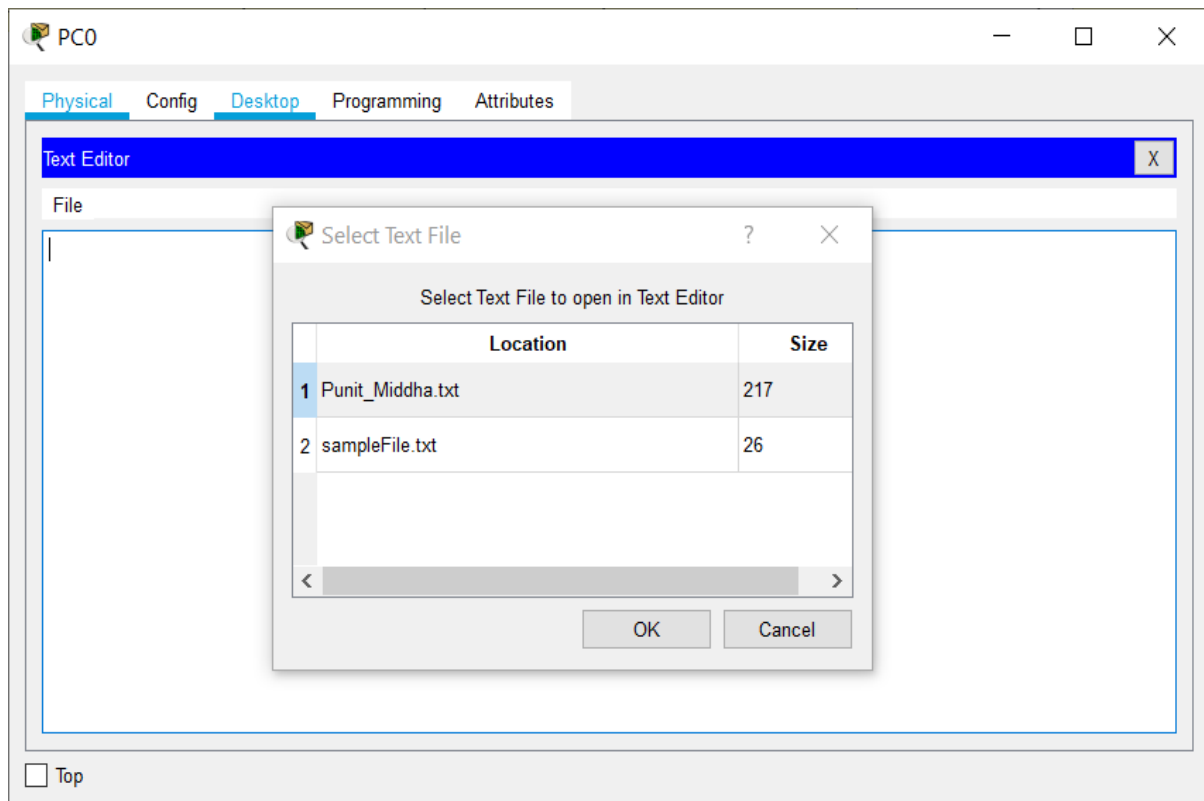 PC0
Physical Config Desktop Programming Attributes
Text Editor X
File
Select Text File ?
Select Text File to open in Text Editor
Location Size
1 Punit_Middha.txt 217
2 sampleFile.txt 26
OK Cancel
Top